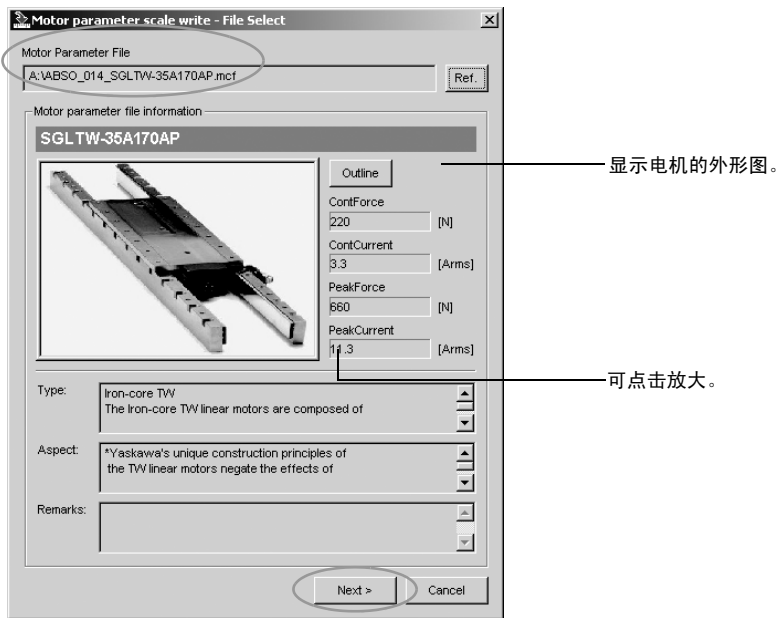 Motor parameter scale write - File Select
Motor Parameter File
A:\ABSO_014_SGLTW-35A170AP.mcf
Ref.
Motor parameter file information
SGLTW-35A170AP
Outline
显示电机的外形图。
ContForce
220 [N]
ContCurrent
3.3 [Arms]
PeakForce
660 [N]
PeakCurrent
11.3 [Arms]
可点击放大。
Type:
Iron-core TW
The Iron-core TW linear motors are composed of
Aspect:
*Yaskawa's unique construction principles of
the TW linear motors negate the effects of
Remarks:
Next >
Cancel